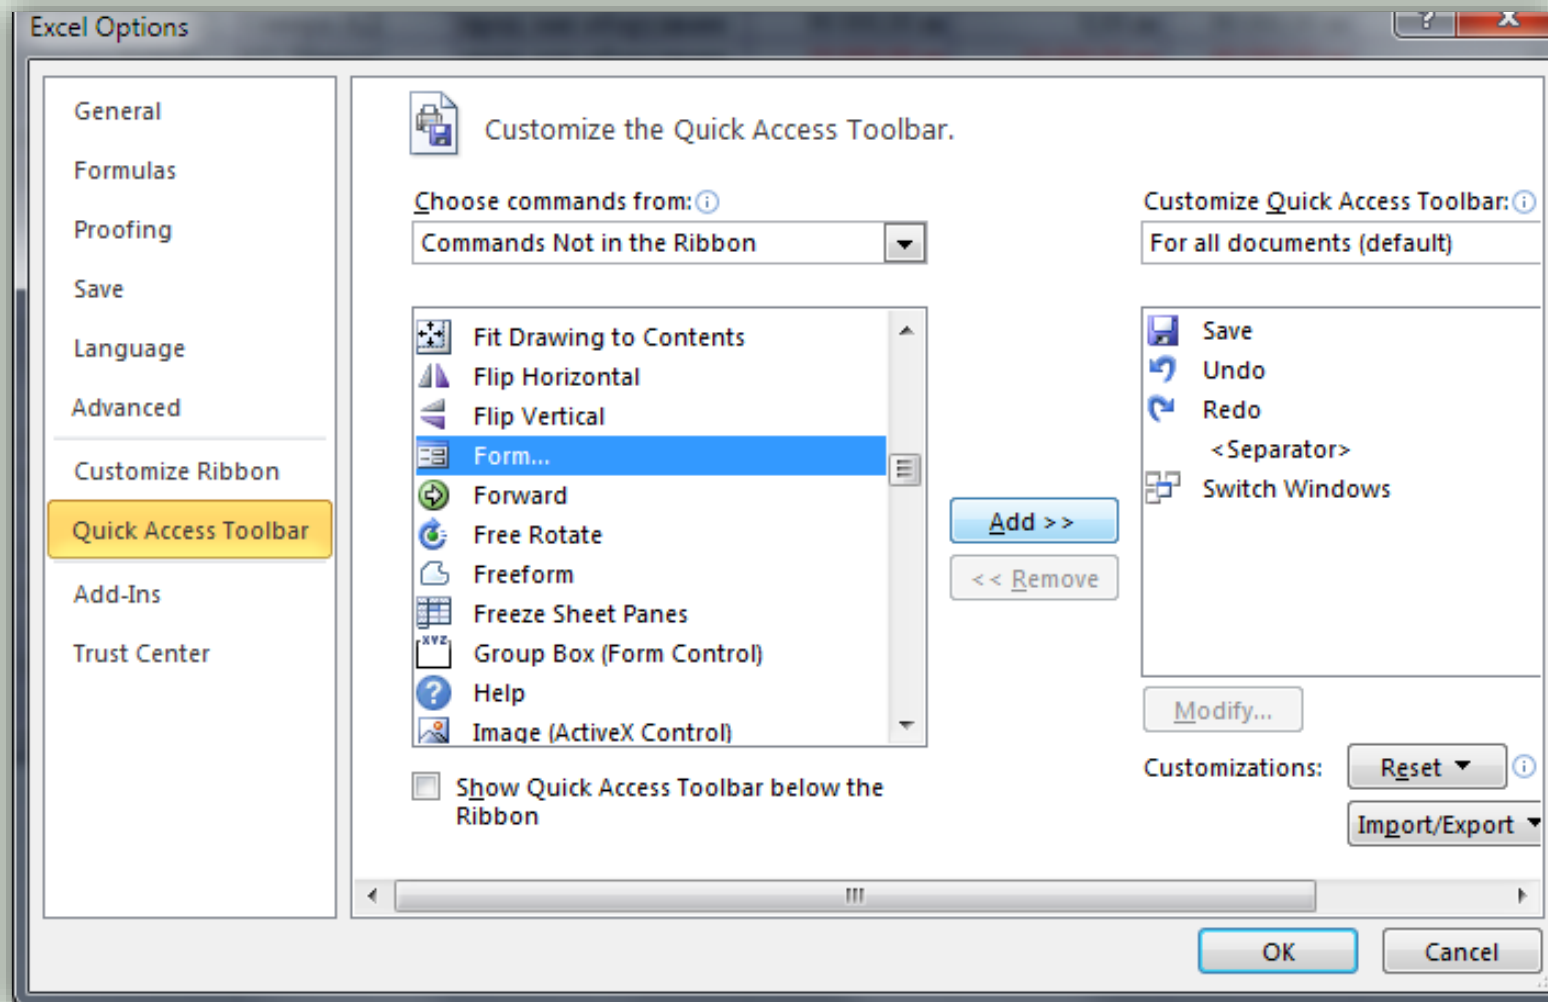 Excel Options
?
X
General
Formulas
Proofing
Save
Language
Advanced
Customize Ribbon
Quick Access Toolbar
Add-Ins
Trust Center
Customize the Quick Access Toolbar.
Choose commands from:
Commands Not in the Ribbon
Fit Drawing to Contents
Flip Horizontal
Flip Vertical
Form...
Forward
Free Rotate
Freeform
Freeze Sheet Panes
XYZ
Group Box (Form Control)
?
Help
Image (ActiveX Control)
Show Quick Access Toolbar below the
Ribbon
Add >>
<< Remove
Customize Quick Access Toolbar:
For all documents (default)
Save
Undo
Redo
<Separator>
Switch Windows
Modify...
Customizations:
Reset
Import/Export
OK
Cancel